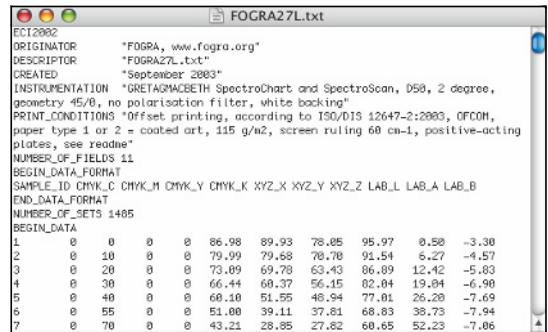 FOGRA27L.txt
ECI2002
ORIGINATOR "FOGRA, www.fogra.org"
DESCRIPTOR "FOGRA27L.txt"
CREATED "September 2003"
INSTRUMENTATION "GRETAGMACBETH SpectroChart and SpectroScan, D50, 2 degree,
geometry 45/0, no polarisation filter, white backing"
PRINT_CONDITIONS "Offset printing, according to ISO/DIS 12647-2:2003, OFCOM,
paper type 1 or 2 = coated art, 115 g/m2, screen ruling 60 cm-1, positive-acting
plates, see readme"
NUMBER_OF_FIELDS 11
BEGIN_DATA_FORMAT
SAMPLE_ID CMYK_C CMYK_M CMYK_Y CMYK_K XYZ_X XYZ_Y XYZ_Z LAB_L LAB_A LAB_B
END_DATA_FORMAT
NUMBER_OF_SETS 1485
BEGIN_DATA
1 0 0 0 0 86.98 89.93 78.05 95.97 0.50 -3.30
2 0 10 0 0 79.99 79.68 70.70 91.54 6.27 -4.57
3 0 20 0 0 73.09 69.78 63.43 86.89 12.42 -5.83
4 0 30 0 0 66.44 60.37 56.15 82.04 19.04 -6.90
5 0 40 0 0 60.10 51.55 48.94 77.01 26.20 -7.69
6 0 55 0 0 51.00 39.11 37.81 68.83 38.73 -7.94
7 0 70 0 0 43.21 28.85 27.82 60.65 52.23 -7.06